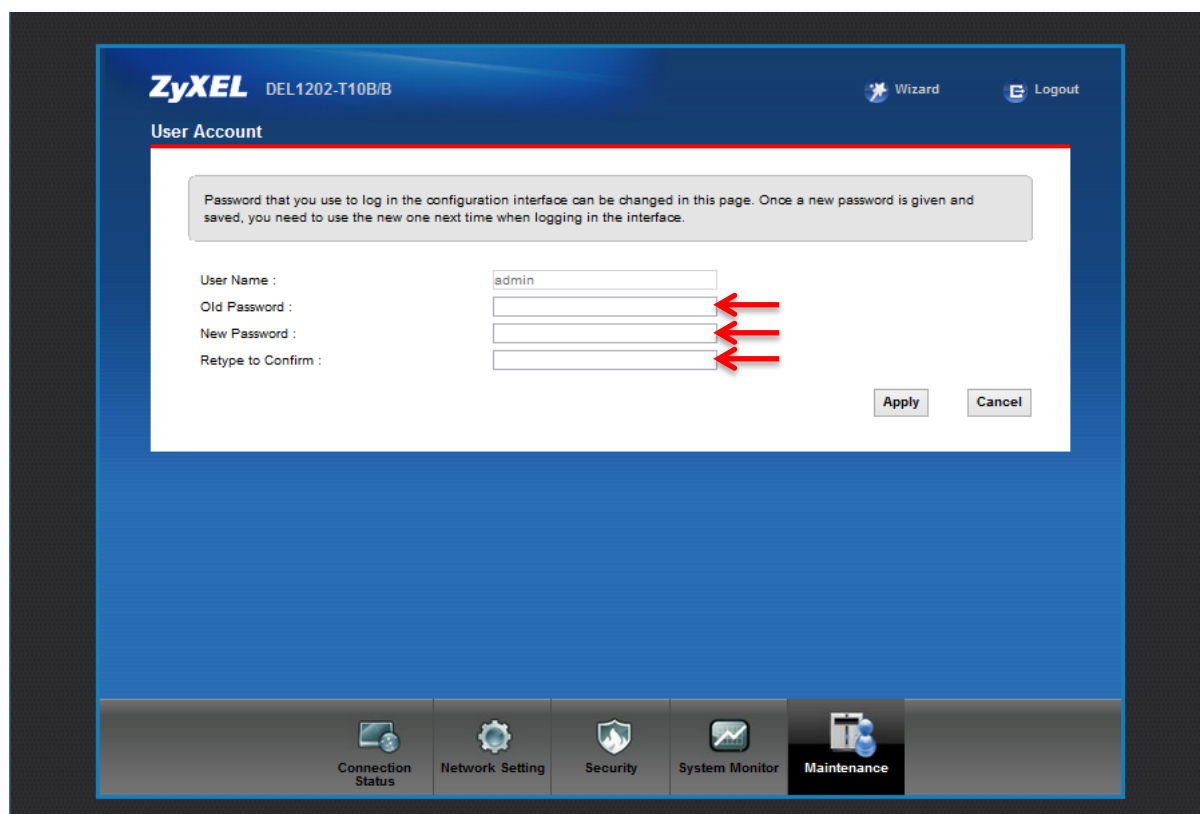 ZyXEL DEL1202-T10B/B
Wizard
Logout
User Account
Password that you use to log in the configuration interface can be changed in this page. Once a new password is given and
saved, you need to use the new one next time when logging in the interface.
User Name : admin
Old Password :
New Password :
Retype to Confirm :
Apply
Cancel
Connection
Status
Network Setting
Security
System Monitor
Maintenance